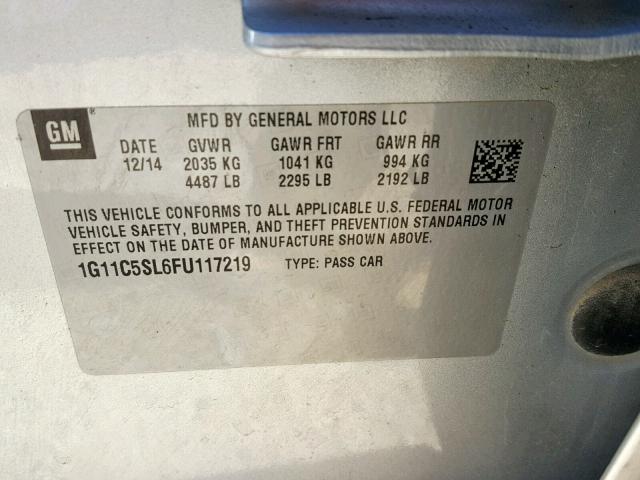 GM ®
MFD BY GENERAL MOTORS LLC
DATE GVWR GAWR FRT GAWR RR
12/14 2035 KG 1041 KG 994 KG
4487 LB 2295 LB 2192 LB
THIS VEHICLE CONFORMS TO ALL APPLICABLE U.S. FEDERAL MOTOR
VEHICLE SAFETY, BUMPER, AND THEFT PREVENTION STANDARDS IN
EFFECT ON THE DATE OF MANUFACTURE SHOWN ABOVE.
1G11C5SL6FU117219 TYPE: PASS CAR